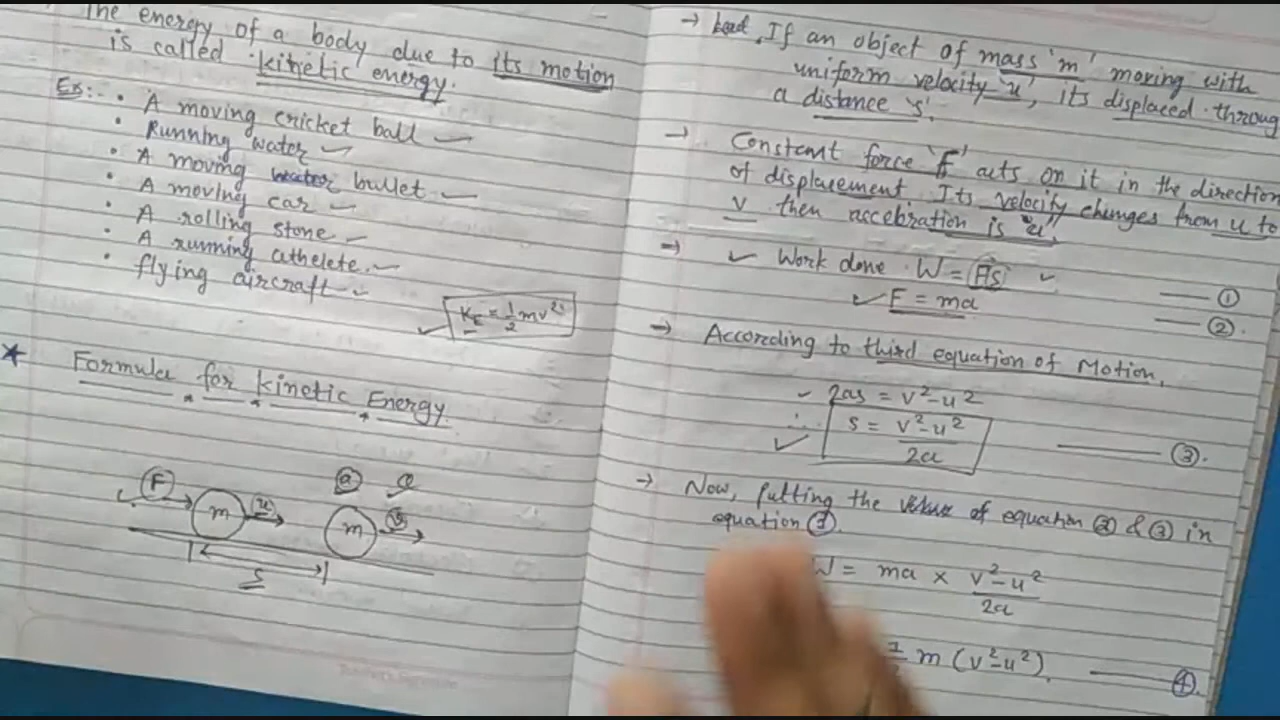 The energy of a body due to its motion
is called kinetic energy.
Ex:- • A moving cricket ball
• Running water
• A moving bullet
• A moving car
• A rolling stone
• A running athelete.
• flying aircraft
KE = 1/2 mv²
* Formula for Kinetic Energy
F m u a m v
S
→ If an object of mass 'm' moving with
uniform velocity 'u', its displaced throug
a distance 's'.
→ Constant force 'F' acts on it in the direction
of displacement Its velocity changes from u to
v then acceleration is "a".
→ Work done W = FS ①
F = ma ②.
→ According to third equation of Motion,
2as = v²-u²
∴ s = v²-u²/2a ③.
→ Now, putting the value of equation ② & ③ in
equation ①.
W = ma × v²-u²/2a
m (v²-u²). ④